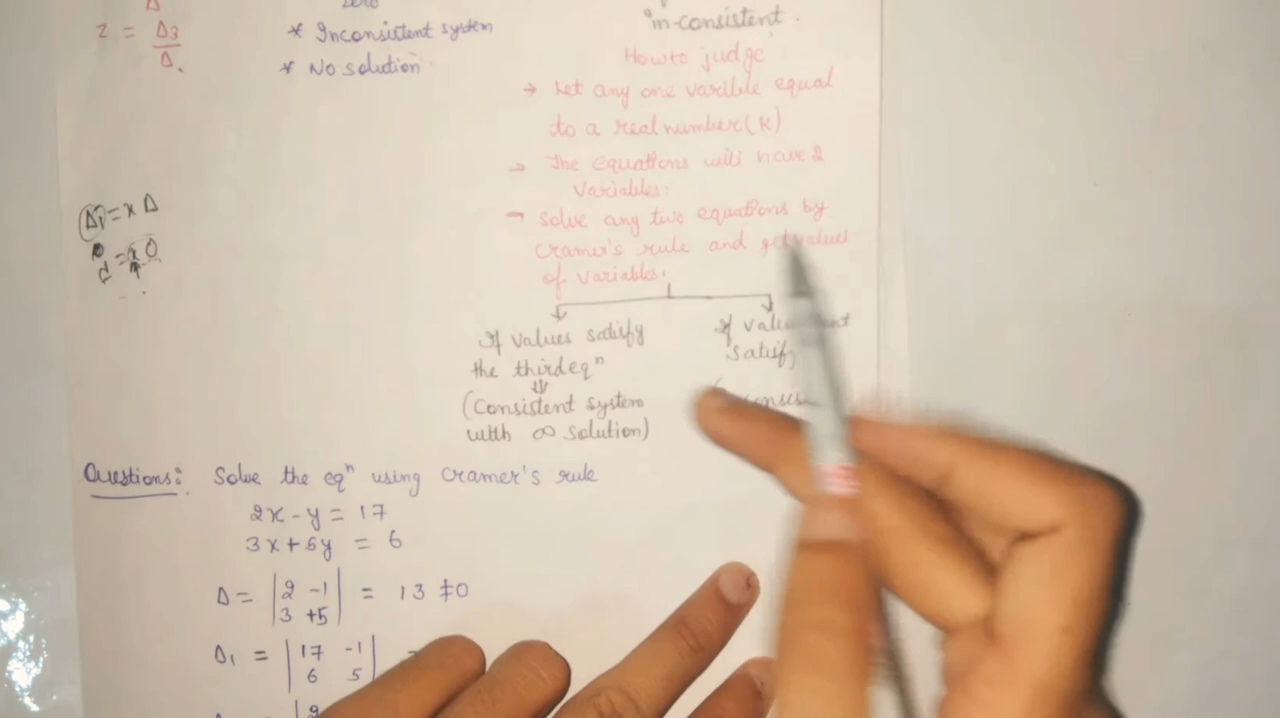 Δ
z = Δ3
Δ.
zero
* Inconsistent system
* No solution
in-consistent.
How to judge
→ Let any one varible equal
to a real number (K)
→ The equations will have 2
Variables.
- Solve any two equations by
Cramer's rule and get values
of variables.
If values satisfy
the third eqⁿ
⇓
(Consistent system
with ∞ solution)
If
satisfy
Δ1 = x Δ
Questions: Solve the eqⁿ using Cramer's rule
2x - y = 17
3x + 5y = 6
Δ = |2 -1| = 13 ≠ 0
|3 +5|
Δ1 = |17 -1|
|6 5|